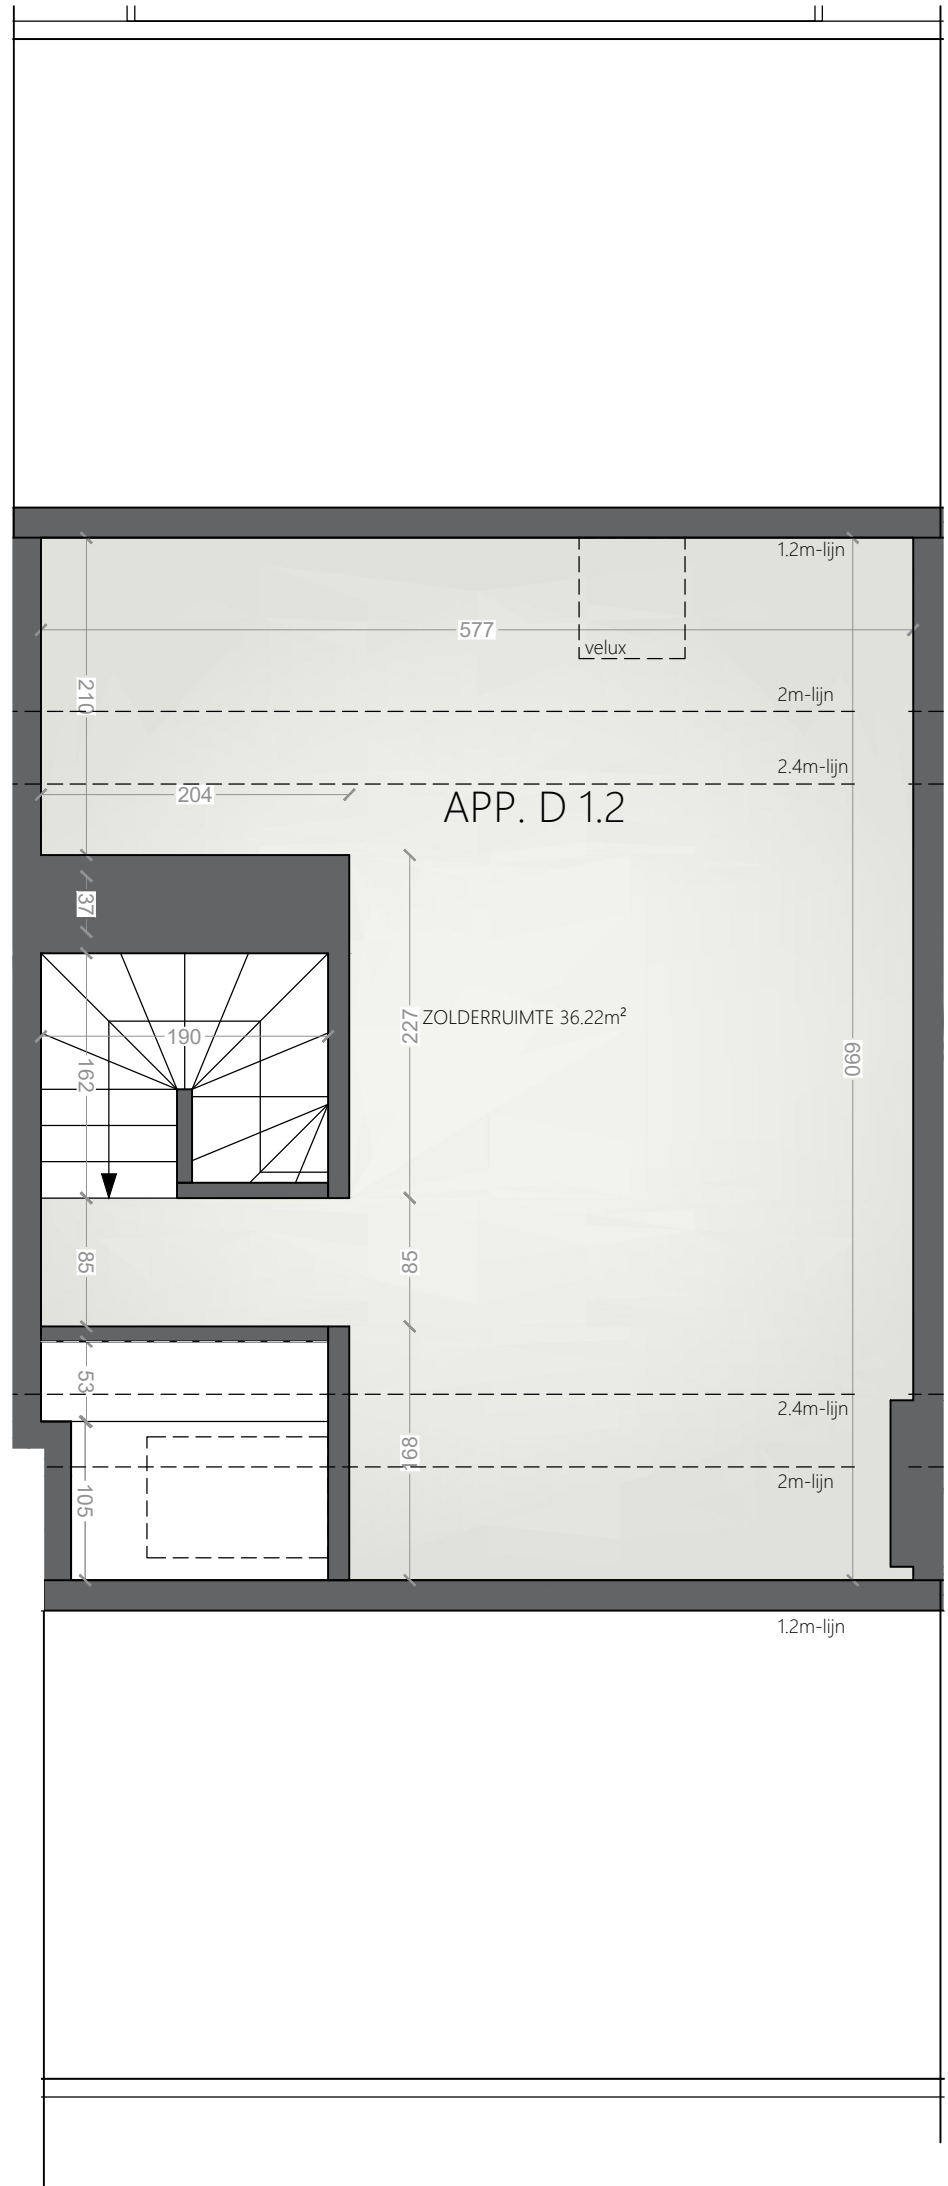 1.2m-lijn
577
velux
210
2m-lijn
2.4m-lijn
204
APP. D 1.2
37
227
ZOLDERRUIMTE 36.22m²
190
162
690
85
85
53
2.4m-lijn
168
2m-lijn
105
1.2m-lijn